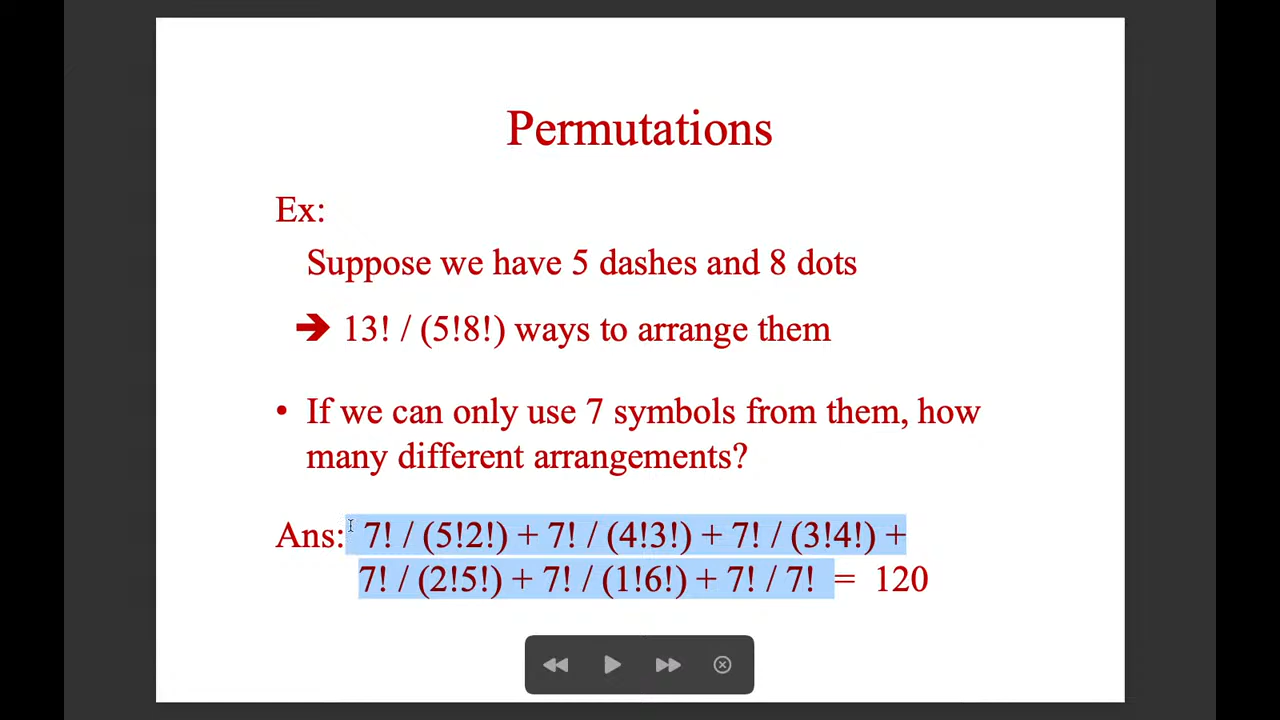 Permutations
Ex:
Suppose we have 5 dashes and 8 dots
➔ 13! / (5!8!) ways to arrange them
• If we can only use 7 symbols from them, how
many different arrangements?
Ans: 7! / (5!2!) + 7! / (4!3!) + 7! / (3!4!) +
7! / (2!5!) + 7! / (1!6!) + 7! / 7! = 120